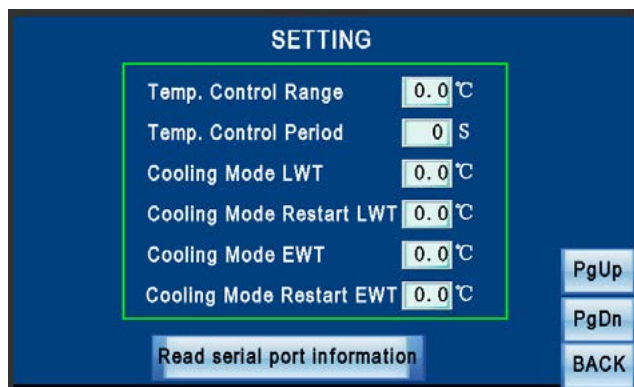 SETTING
Temp. Control Range 0.0 ℃
Temp. Control Period 0 S
Cooling Mode LWT 0.0 ℃
Cooling Mode Restart LWT 0.0 ℃
Cooling Mode EWT 0.0 ℃
Cooling Mode Restart EWT 0.0 ℃
PgUp
PgDn
Read serial port information
BACK